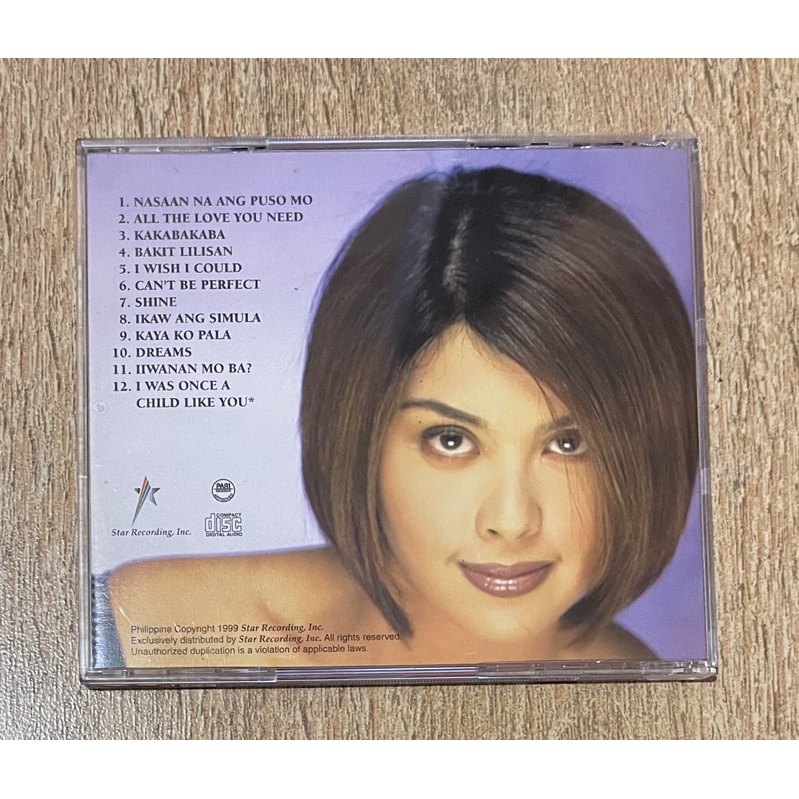 1. NASAAN NA ANG PUSO MO
2. ALL THE LOVE YOU NEED
3. KAKABAKABA
4. BAKIT LILISAN
5. I WISH I COULD
6. CAN'T BE PERFECT
7. SHINE
8. IKAW ANG SIMULA
9. KAYA KO PALA
10. DREAMS
11. IIWANAN MO BA?
12. I WAS ONCE A
CHILD LIKE YOU*
PARI
Star Recording, Inc.
COMPACT
disc
DIGITAL AUDIO
Philippine Copyright 1999 Star Recording, Inc.
Exclusively distributed by Star Recording, Inc. All rights reserved.
Unauthorized duplication is a violation of applicable laws.